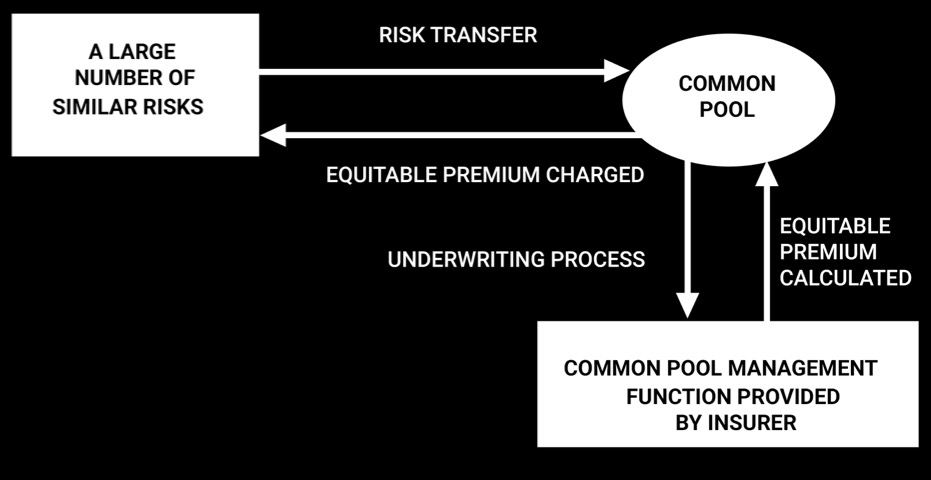 A LARGE
NUMBER OF
SIMILAR RISKS
RISK TRANSFER
COMMON
POOL
EQUITABLE PREMIUM CHARGED
UNDERWRITING PROCESS
EQUITABLE
PREMIUM
CALCULATED
COMMON POOL MANAGEMENT
FUNCTION PROVIDED
BY INSURER